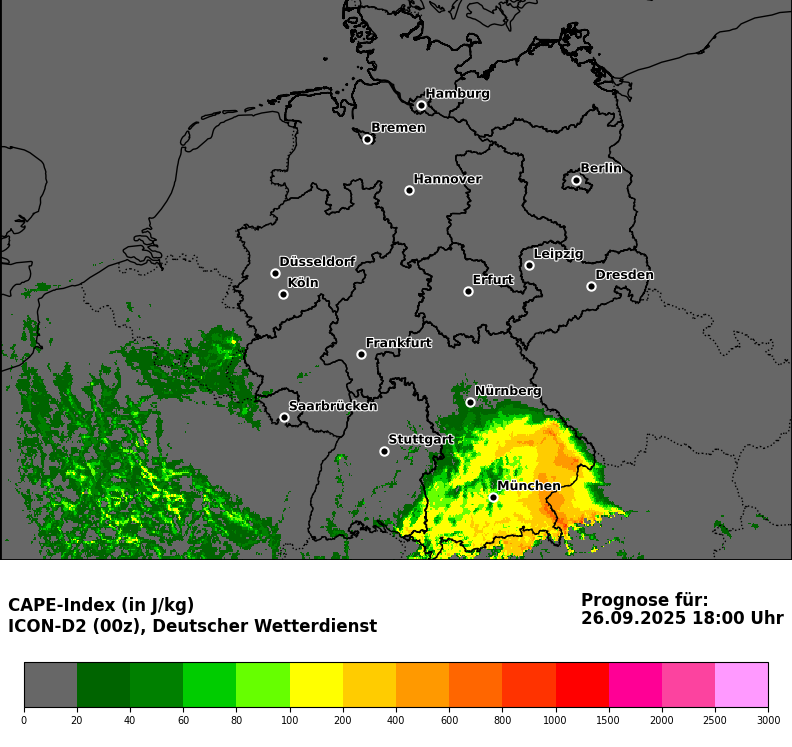 Hamburg
Bremen
Berlin
Hannover
Leipzig
Düsseldorf
Dresden
Köln
Erfurt
Frankfurt
Nürnberg
Saarbrücken
Stuttgart
München
CAPE-Index (in J/kg)
ICON-D2 (00z), Deutscher Wetterdienst
Prognose für:
26.09.2025 18:00 Uhr
0 20 40 60 80 100 200 400 600 800 1000 1500 2000 2500 3000